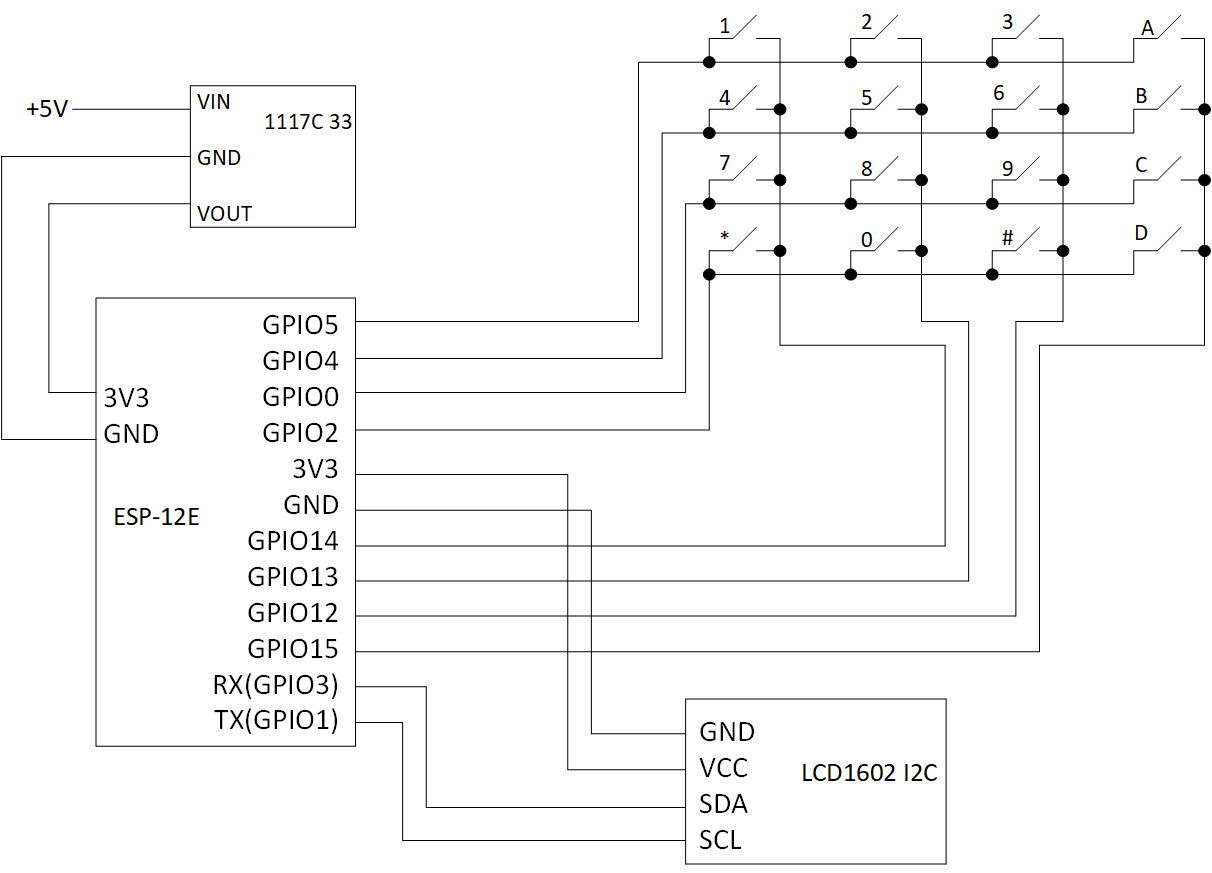 1 2 3 A
4 5 6 B
7 8 9 C
* 0 # D
+5V
VIN
1117C 33
GND
VOUT
GPIO5
GPIO4
GPIO0
3V3
GPIO2
GND
3V3
GND
ESP-12E
GPIO14
GPIO13
GPIO12
GPIO15
RX(GPIO3)
TX(GPIO1)
GND
VCC
LCD1602 I2C
SDA
SCL